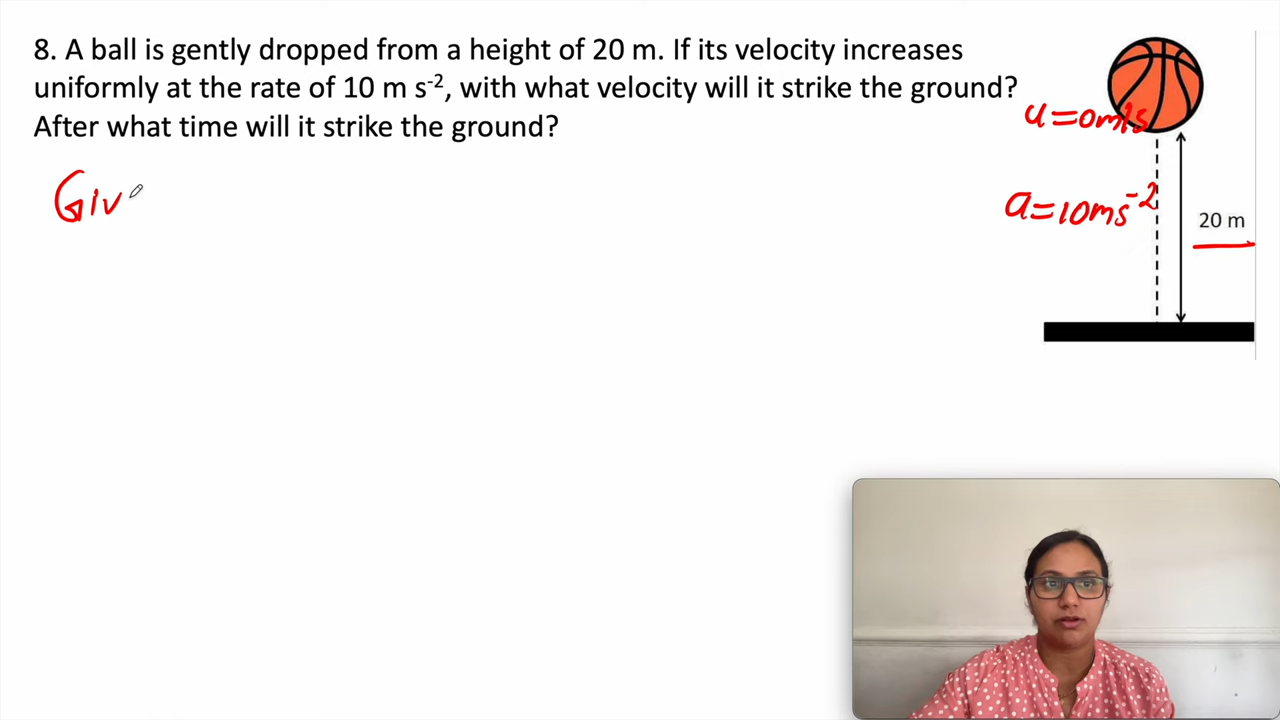 8. A ball is gently dropped from a height of 20 m. If its velocity increases
uniformly at the rate of 10 m s⁻², with what velocity will it strike the ground?
After what time will it strike the ground?
u=0m/s
Giv
a=10ms⁻²
20 m